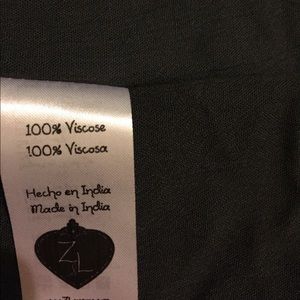 100% Viscose
100% Viscosa
Hecho en India
Made in India
ZL